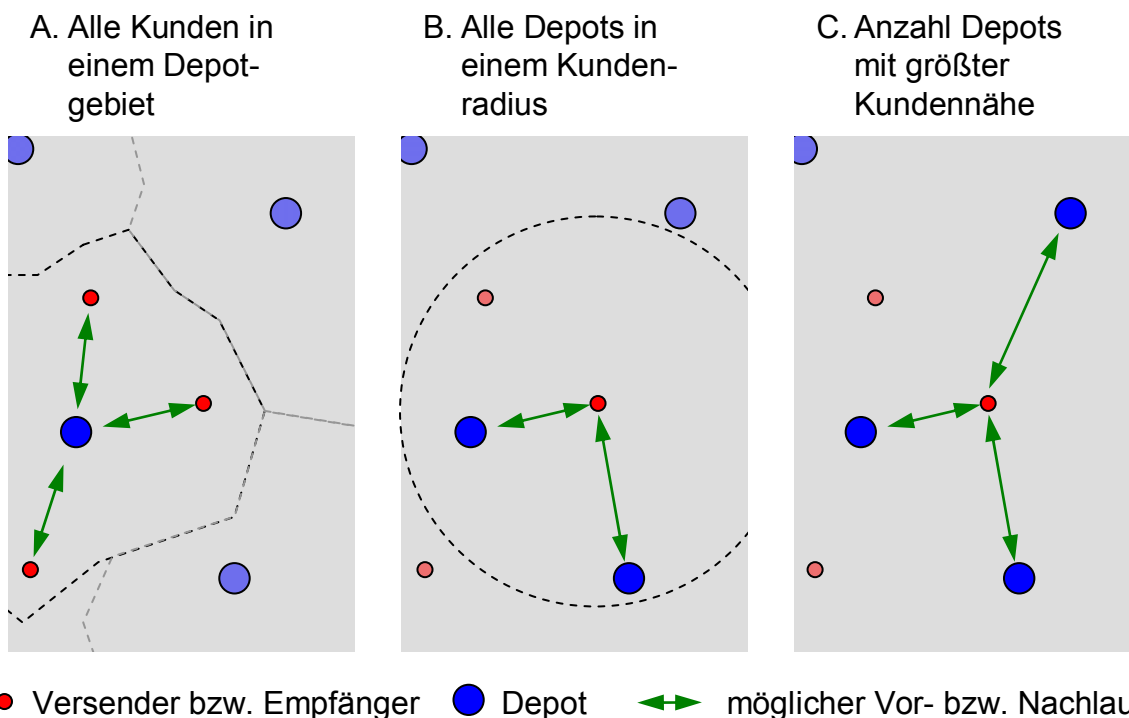 A. Alle Kunden in
einem Depot-
gebiet
B. Alle Depots in
einem Kunden-
radius
C. Anzahl Depots
mit größter
Kundennähe
Versender bzw. Empfänger
Depot
möglicher Vor- bzw. Nachlau